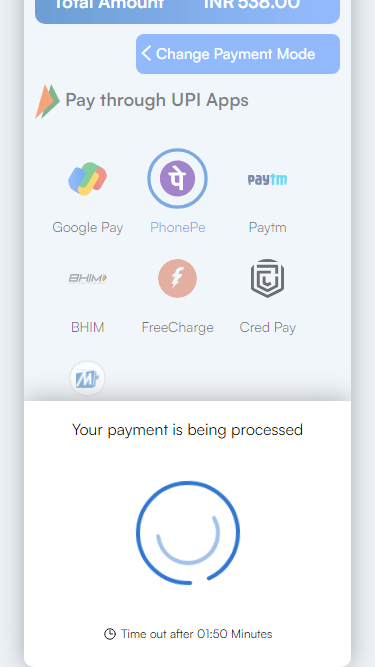 Total Amount INR 538.00
Change Payment Mode
Pay through UPI Apps
paytm
Google Pay PhonePe Paytm
BHIM
BHIM FreeCharge Cred Pay
Your payment is being processed
Time out after 01:50 Minutes